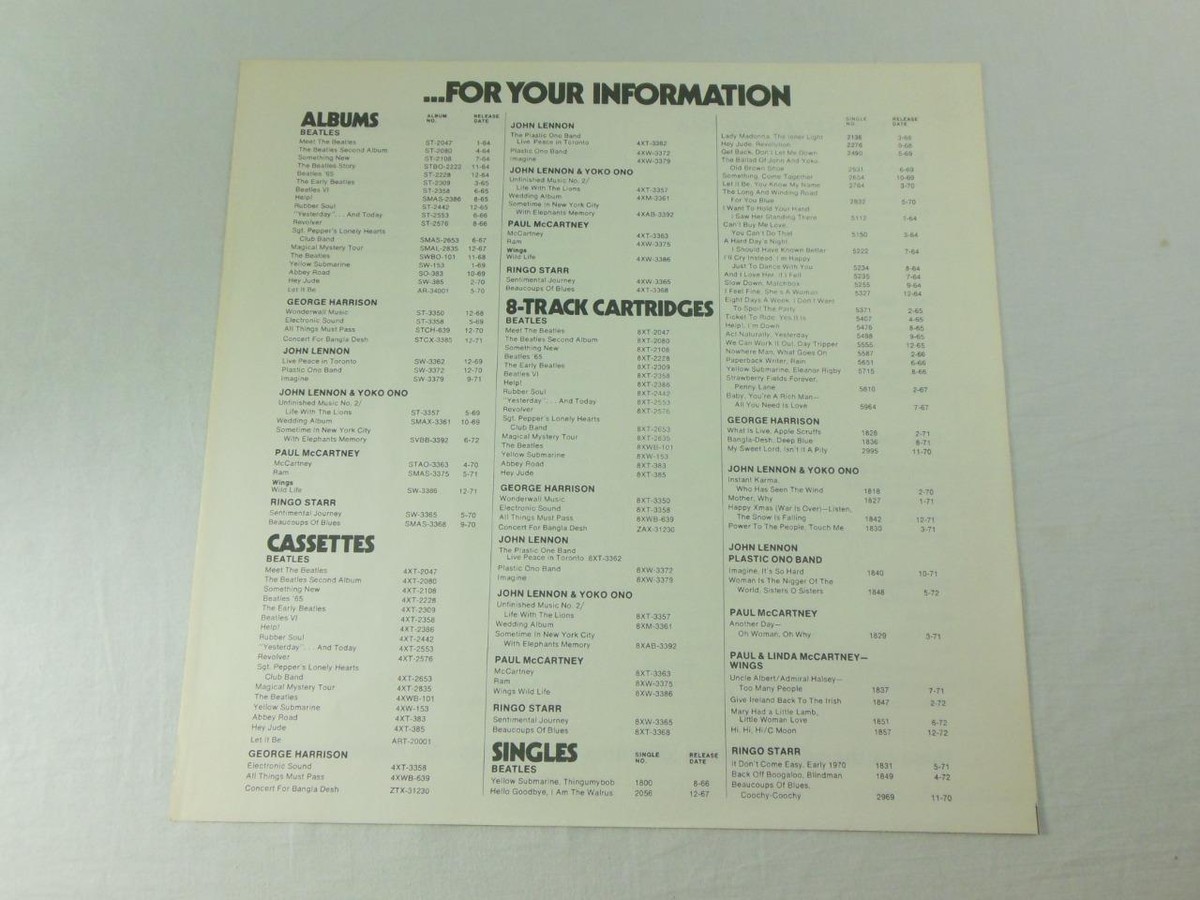 ...FOR YOUR INFORMATION
ALBUMS ALBUM NO. RELEASE DATE
BEATLES
Meet The Beatles ST-2047 1-64
The Beatles Second Album ST-2080 4-64
Something New ST-2108 7-64
The Beatles Story STBO-2222 11-64
Beatles '65 ST-2228 12-64
The Early Beatles ST-2309 3-65
Beatles VI ST-2358 6-65
Help! SMAS-2386 8-65
Rubber Soul ST-2442 12-65
"Yesterday"... And Today ST-2553 6-66
Revolver ST-2576 8-66
Sgt. Pepper's Lonely Hearts
Club Band SMAS-2653 6-67
Magical Mystery Tour SMAL-2835 12-67
The Beatles SWBO-101 11-68
Yellow Submarine SW-153 1-69
Abbey Road SO-383 10-69
Hey Jude SW-385 2-70
Let It Be AR-34001 5-70
GEORGE HARRISON
Wonderwall Music ST-3350 12-68
Electronic Sound ST-3358 5-69
All Things Must Pass STCH-639 12-70
Concert For Bangla Desh STCX-3385 12-71
JOHN LENNON
Live Peace in Toronto SW-3362 12-69
Plastic Ono Band SW-3372 12-70
Imagine SW-3379 9-71
JOHN LENNON & YOKO ONO
Unfinished Music No. 2/
Life With The Lions ST-3357 5-69
Wedding Album SMAX-3361 10-69
Sometime In New York City
With Elephants Memory SVBB-3392 6-72
PAUL McCARTNEY
McCartney STAO-3363 4-70
Ram SMAS-3375 5-71
Wings
Wild Life SW-3386 12-71
RINGO STARR
Sentimental Journey SW-3365 5-70
Beaucoups Of Blues SMAS-3368 9-70
CASSETTES
BEATLES
Meet The Beatles 4XT-2047
The Beatles Second Album 4XT-2080
Something New 4XT-2108
Beatles '65 4XT-2228
The Early Beatles 4XT-2309
Beatles VI 4XT-2358
Help! 4XT-2386
Rubber Soul 4XT-2442
"Yesterday"... And Today 4XT-2553
Revolver 4XT-2576
Sgt. Pepper's Lonely Hearts
Club Band 4XT-2653
Magical Mystery Tour 4XT-2835
The Beatles 4XWB-101
Yellow Submarine 4XW-153
Abbey Road 4XT-383
Hey Jude 4XT-385
Let It Be ART-20001
GEORGE HARRISON
Electronic Sound 4XT-3358
All Things Must Pass 4XWB-639
Concert For Bangla Desh ZTX-31230
JOHN LENNON
The Plastic Ono Band
Live Peace in Toronto 4XT-3362
Plastic Ono Band 4XW-3372
Imagine 4XW-3379
JOHN LENNON & YOKO ONO
Unfinished Music No. 2/
Life With The Lions 4XT-3357
Wedding Album 4XM-3361
Sometime in New York City
With Elephants Memory 4XAB-3392
PAUL McCARTNEY
McCartney 4XT-3363
Ram 4XW-3375
Wings
Wild Life 4XW-3386
RINGO STARR
Sentimental Journey 4XW-3365
Beaucoups Of Blues 4XT-3368
8-TRACK CARTRIDGES
BEATLES
Meet The Beatles 8XT-2047
The Beatles Second Album 8XT-2080
Something New 8XT-2108
Beatles '65 8XT-2228
The Early Beatles 8XT-2309
Beatles VI 8XT-2358
Help! 8XT-2386
Rubber Soul 8XT-2442
"Yesterday"... And Today 8XT-2553
Revolver 8XT-2576
Sgt. Pepper's Lonely Hearts
Club Band 8XT-2653
Magical Mystery Tour 8XT-2835
The Beatles 8XWB-101
Yellow Submarine 8XW-153
Abbey Road 8XT-383
Hey Jude 8XT-385
GEORGE HARRISON
Wonderwall Music 8XT-3350
Electronic Sound 8XT-3358
All Things Must Pass 8XWB-639
Concert For Bangla Desh ZAX-31230
JOHN LENNON
The Plastic Ono Band
Live Peace in Toronto 8XT-3362
Plastic Ono Band 8XW-3372
Imagine 8XW-3379
JOHN LENNON & YOKO ONO
Unfinished Music No. 2/
Life With The Lions 8XT-3357
Wedding Album 8XM-3361
Sometime In New York City
With Elephants Memory 8XAB-3392
PAUL McCARTNEY
McCartney 8XT-3363
Ram 8XW-3375
Wings Wild Life 8XW-3386
RINGO STARR
Sentimental Journey 8XW-3365
Beaucoups Of Blues 8XT-3368
SINGLES SINGLE NO. RELEASE DATE
BEATLES
Yellow Submarine, Thingumybob 1800 8-66
Hello Goodbye, I Am The Walrus 2056 12-67
SINGLE NO. RELEASE DATE
Lady Madonna, The Inner Light 2138 3-68
Hey Jude, Revolution 2276 8-68
Get Back, Don't Let Me Down 2490 5-69
The Ballad Of John And Yoko,
Old Brown Shoe 2531 6-69
Something, Come Together 2654 10-69
Let It Be, You Know My Name 2764 3-70
The Long And Winding Road
For You Blue 2832 5-70
I Want To Hold Your Hand
I Saw Her Standing There 5112 1-64
Can't Buy Me Love,
You Can't Do That 5150 3-64
A Hard Day's Night,
I Should Have Known Better 5222 7-64
I'll Cry Instead, I'm Happy
Just To Dance With You 5234 8-64
And I Love Her, If I Fell 5235 7-64
Slow Down, Matchbox 5255 9-64
I Feel Fine, She's A Woman 5327 12-64
Eight Days A Week, I Don't Want
To Spoil The Party 5371 2-65
Ticket To Ride, Yes It Is 5407 4-65
Help!, I'm Down 5476 8-65
Act Naturally, Yesterday 5498 9-65
We Can Work It Out, Day Tripper 5555 12-65
Nowhere Man, What Goes On 5587 2-66
Paperback Writer, Rain 5651 6-66
Yellow Submarine, Eleanor Rigby 5715 8-66
Strawberry Fields Forever,
Penny Lane 5810 2-67
Baby, You're A Rich Man—
All You Need Is Love 5964 7-67
GEORGE HARRISON
What Is Live, Apple Scruffs 1828 2-71
Bangla-Desh, Deep Blue 1836 8-71
My Sweet Lord, Isn't It A Pity 2995 11-70
JOHN LENNON & YOKO ONO
Instant Karma,
Who Has Seen The Wind 1818 2-70
Mother, Why 1827 1-71
Happy Xmas (War Is Over)—Listen,
The Snow Is Falling 1842 12-71
Power To The People, Touch Me 1830 3-71
JOHN LENNON
PLASTIC ONO BAND
Imagine, It's So Hard 1840 10-71
Woman Is The Nigger Of The
World, Sisters O Sisters 1848 5-72
PAUL McCARTNEY
Another Day—
Oh Woman, Oh Why 1829 3-71
PAUL & LINDA McCARTNEY—
WINGS
Uncle Albert/Admiral Halsey—
Too Many People 1837 7-71
Give Ireland Back To The Irish 1847 2-72
Mary Had a Little Lamb,
Little Woman Love 1851 6-72
Hi, Hi, Hi/C Moon 1857 12-72
RINGO STARR
It Don't Come Easy, Early 1970 1831 5-71
Back Off Boogaloo, Blindman 1849 4-72
Beaucoups Of Blues,
Coochy-Coochy 2969 11-70